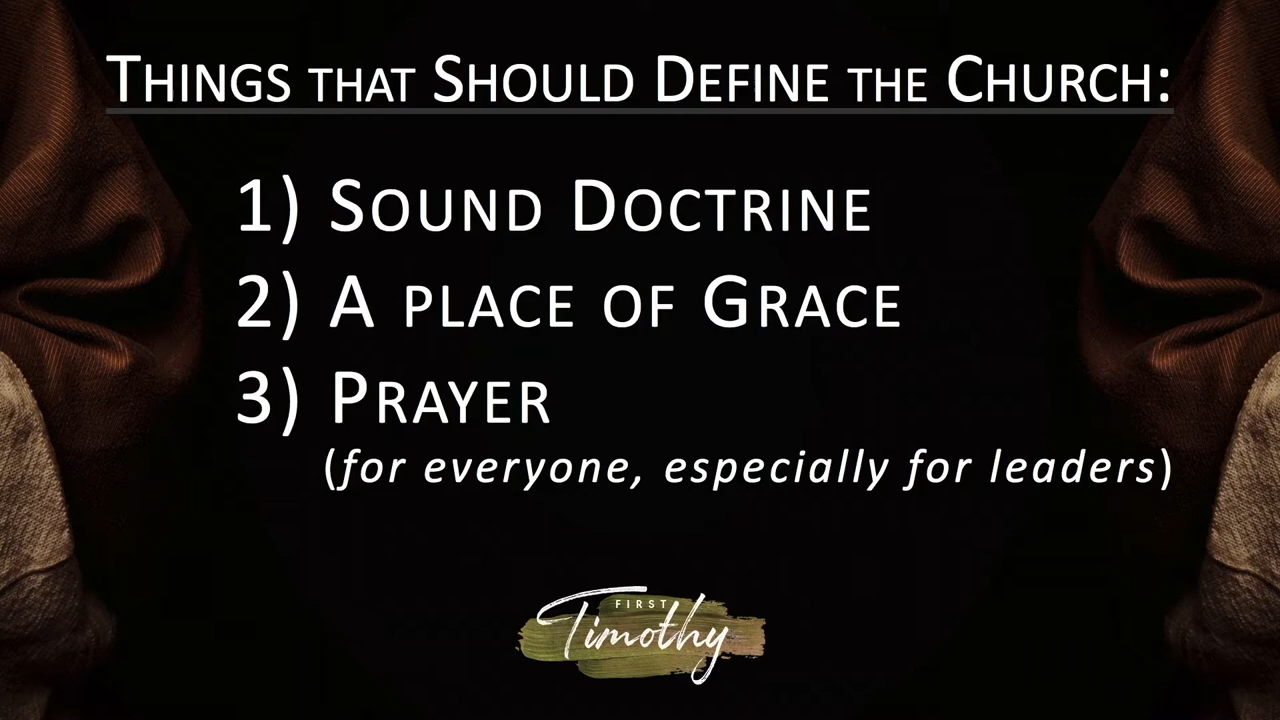 Things that Should Define the Church:
1) Sound Doctrine
2) A place of Grace
3) Prayer
(for everyone, especially for leaders)
FIRST
Timothy